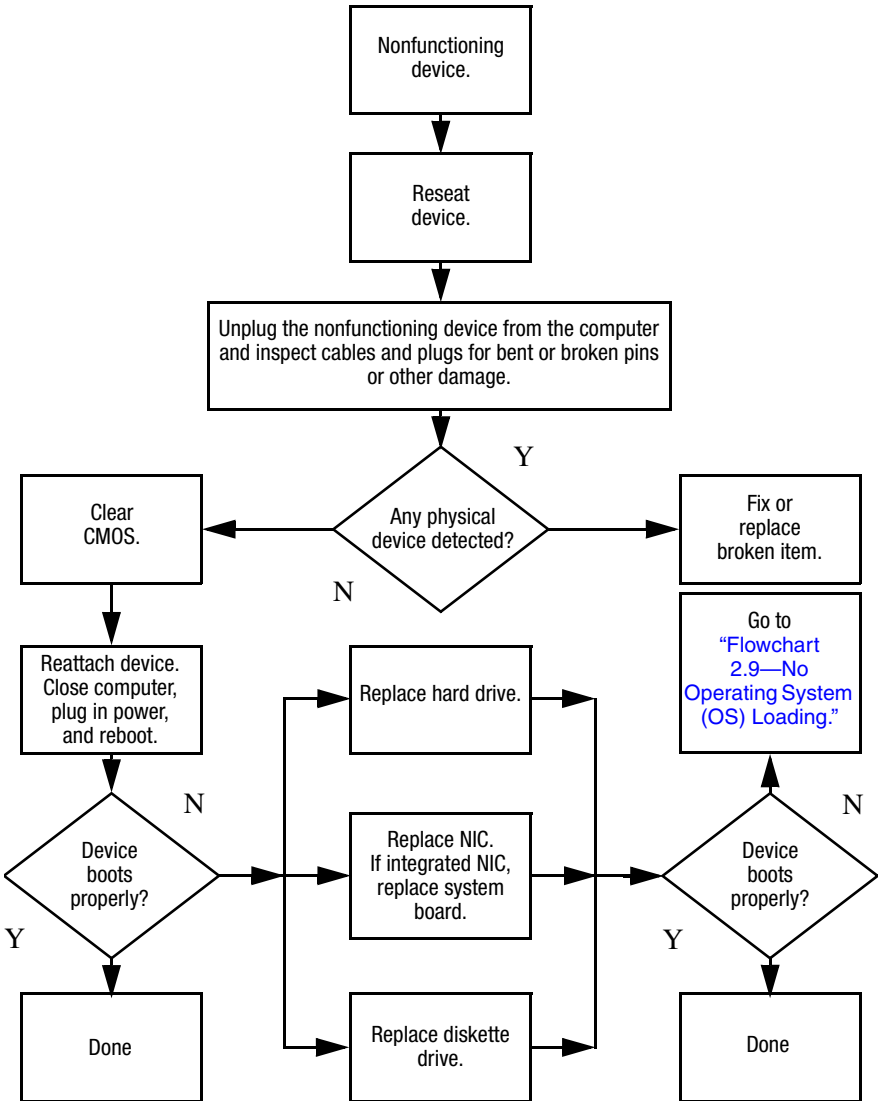 Nonfunctioning
device.
Reseat
device.
Unplug the nonfunctioning device from the computer
and inspect cables and plugs for bent or broken pins
or other damage.
Y
Clear
CMOS.
Any physical
device detected?
Fix or
replace
broken item.
N
Reattach device.
Close computer,
plug in power,
and reboot.
Replace hard drive.
Go to
“Flowchart
2.9—No
Operating System
(OS) Loading.”
N
Device
boots
properly?
Y
Replace NIC.
If integrated NIC,
replace system
board.
N
Device
boots
properly?
Y
Done
Replace diskette
drive.
Done